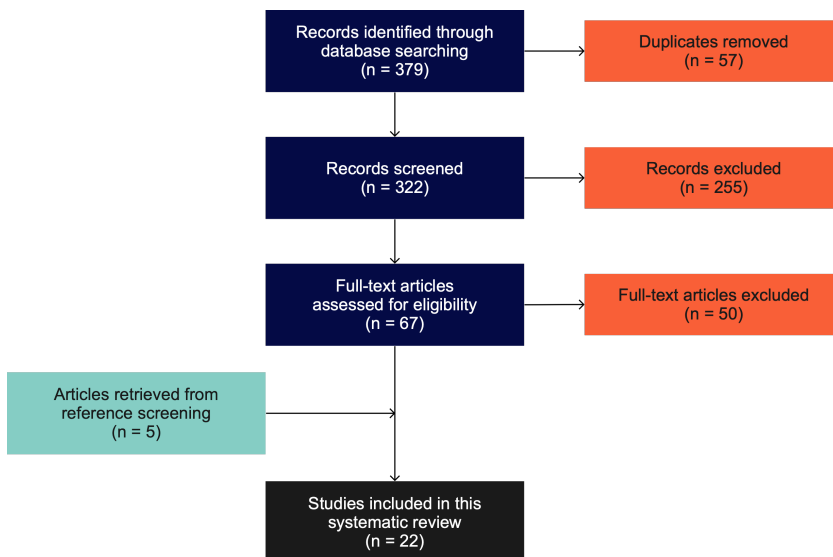 Records identified through
database searching
(n = 379)
Duplicates removed
(n = 57)
Records screened
(n = 322)
Records excluded
(n = 255)
Full-text articles
assessed for eligibility
(n = 67)
Full-text articles excluded
(n = 50)
Articles retrieved from
reference screening
(n = 5)
Studies included in this
systematic review
(n = 22)